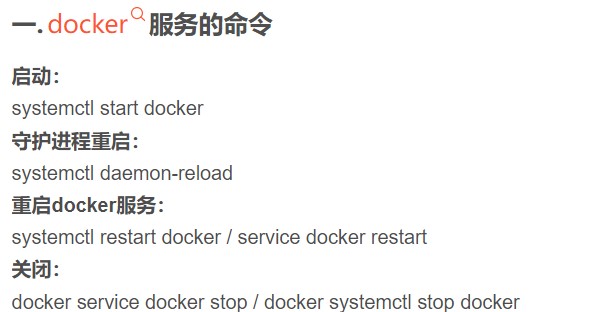 一.docker服务的命令
启动：
systemctl start docker
守护进程重启：
systemctl daemon-reload
重启docker服务：
systemctl restart docker / service docker restart
关闭：
docker service docker stop / docker systemctl stop docker